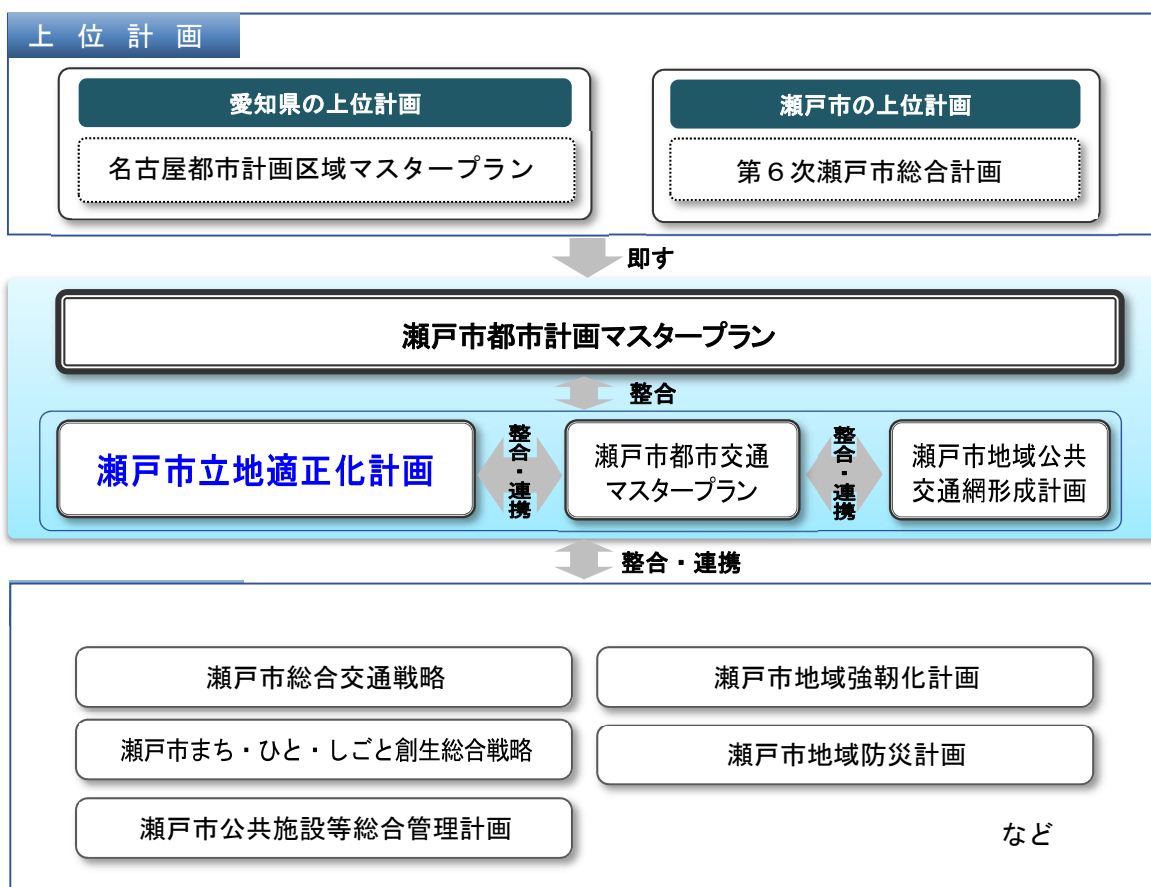 上位計画
愛知県の上位計画
名古屋都市計画区域マスタープラン
瀬戸市の上位計画
第６次瀬戸市総合計画
即す
瀬戸市都市計画マスタープラン
整合
瀬戸市立地適正化計画
整合・連携
瀬戸市都市交通
マスタープラン
整合・連携
瀬戸市地域公共
交通網形成計画
整合・連携
瀬戸市総合交通戦略
瀬戸市地域強靭化計画
瀬戸市まち・ひと・しごと創生総合戦略
瀬戸市地域防災計画
瀬戸市公共施設等総合管理計画
など